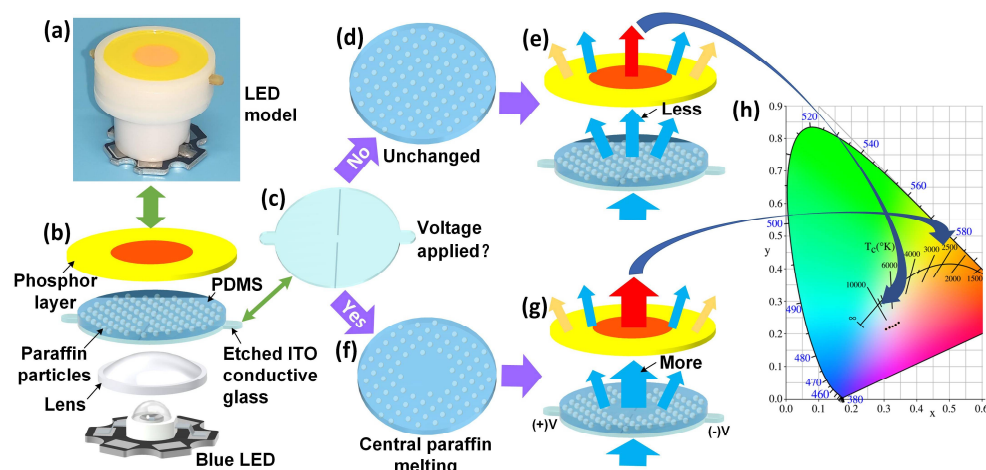 (a)
LED
model
(b)
Phosphor
layer
PDMS
Paraffin
particles
Lens
Etched ITO
conductive
glass
Blue LED
(c)
Voltage
applied?
No
Yes
(d)
Unchanged
(e)
Less
(f)
Central paraffin
melting
(g)
More
(+)V
(-)V
(h)
0.9
0.8
0.7
0.6
0.5
y
0.4
0.3
0.2
0.1
0.0
0.0 0.1 0.2 0.3 0.4 0.5 0.6
x
520
540
560
580
500
490
480
470
460
380
Tc(°K)
∞
10000
6000
4000
3000
2500
2000
1500